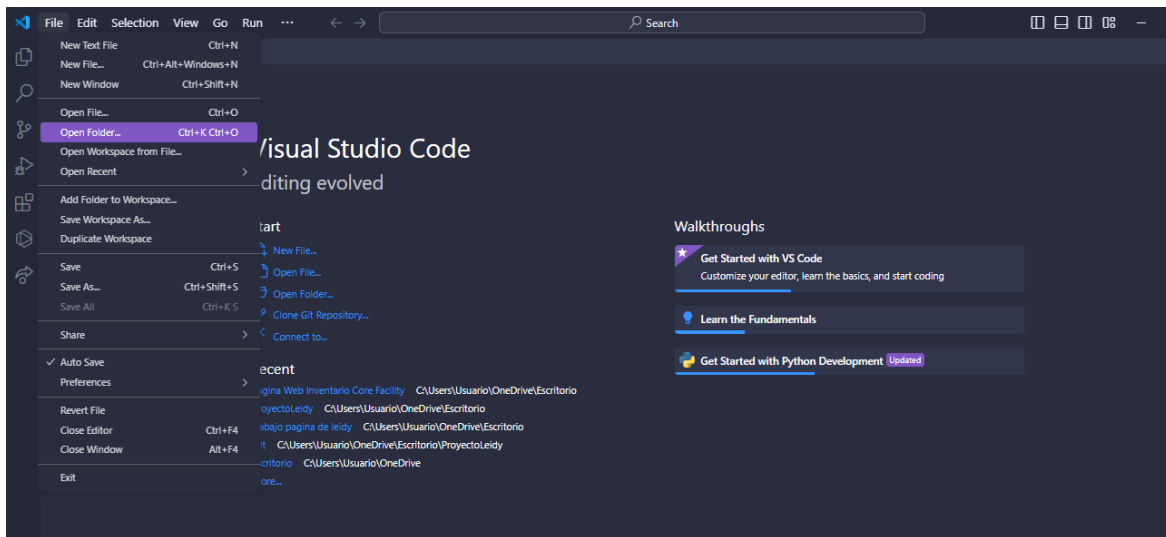 File Edit Selection View Go Run ··· Search
New Text File Ctrl+N
New File... Ctrl+Alt+Windows+N
New Window Ctrl+Shift+N
Open File... Ctrl+O
Open Folder... Ctrl+K Ctrl+O
Open Workspace from File...
Open Recent
Add Folder to Workspace...
Save Workspace As...
Duplicate Workspace
Save Ctrl+S
Save As... Ctrl+Shift+S
Save All Ctrl+K S
Share
Auto Save
Preferences
Revert File
Close Editor Ctrl+F4
Close Window Alt+F4
Exit
Visual Studio Code
diting evolved
tart
New File...
Open File...
Open Folder...
Clone Git Repository...
Connect to...
ecent
agina Web Inventario Core Facility C:\Users\Usuario\OneDrive\Escritorio
royectoLeidy C:\Users\Usuario\OneDrive\Escritorio
abajo pagina de leidy C:\Users\Usuario\OneDrive\Escritorio
it C:\Users\Usuario\OneDrive\Escritorio\ProyectoLeidy
critorio C:\Users\Usuario\OneDrive
ore...
Walkthroughs
Get Started with VS Code
Customize your editor, learn the basics, and start coding
Learn the Fundamentals
Get Started with Python Development Updated